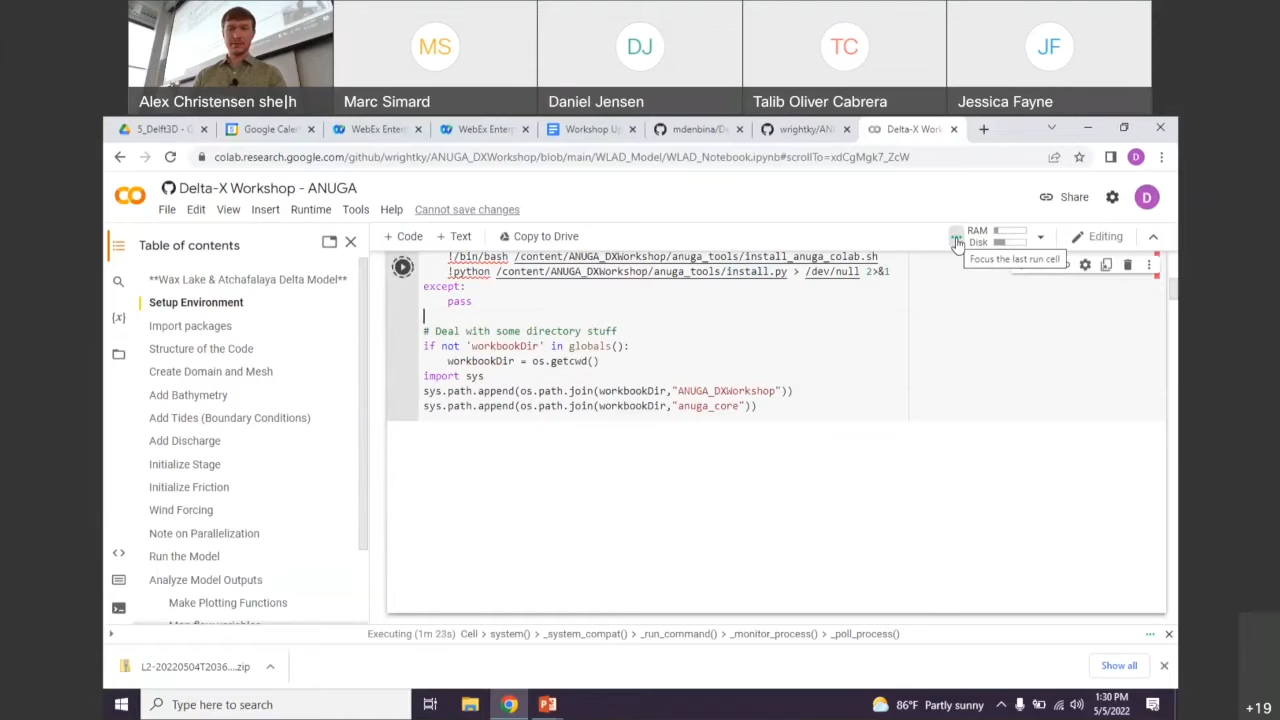 MS
DJ
TC
JF
Alex Christensen she|h
Marc Simard
Daniel Jensen
Talib Oliver Cabrera
Jessica Fayne
5_Delft3D - G
Google Caler
WebEx Enter
WebEx Enter
Workshop U
mdenbina/De
wrightky/AN
Delta-X Work
colab.research.google.com/github/wrightky/ANUGA_DXWorkshop/blob/main/WLAD_Model/WLAD_Notebook.ipynb#scrollTo=xdCgMgk7_ZcW
D
CO
Delta-X Workshop - ANUGA
Share
D
File Edit View Insert Runtime Tools Help Cannot save changes
Table of contents
+ Code + Text Copy to Drive
RAM
Disk
Editing
Focus the last run cell
**Wax Lake & Atchafalaya Delta Model**
Setup Environment
Import packages
Structure of the Code
Create Domain and Mesh
Add Bathymetry
Add Tides (Boundary Conditions)
Add Discharge
Initialize Stage
Initialize Friction
Wind Forcing
Note on Parallelization
Run the Model
Analyze Model Outputs
Make Plotting Functions
{x}
!/bin/bash /content/ANUGA_DXWorkshop/anuga_tools/install_anuga_colab.sh
!python /content/ANUGA_DXWorkshop/anuga_tools/install.py > /dev/null 2>&1
except:
pass
# Deal with some directory stuff
if not 'workbookDir' in globals():
workbookDir = os.getcwd()
import sys
sys.path.append(os.path.join(workbookDir,"ANUGA_DXWorkshop"))
sys.path.append(os.path.join(workbookDir,"anuga_core"))
Executing (1m 23s) Cell > system() > _system_compat() > _run_command() > _monitor_process() > _poll_process()
L2-20220504T2036....zip
Show all
Type here to search
86°F Partly sunny
1:30 PM
5/5/2022
+19